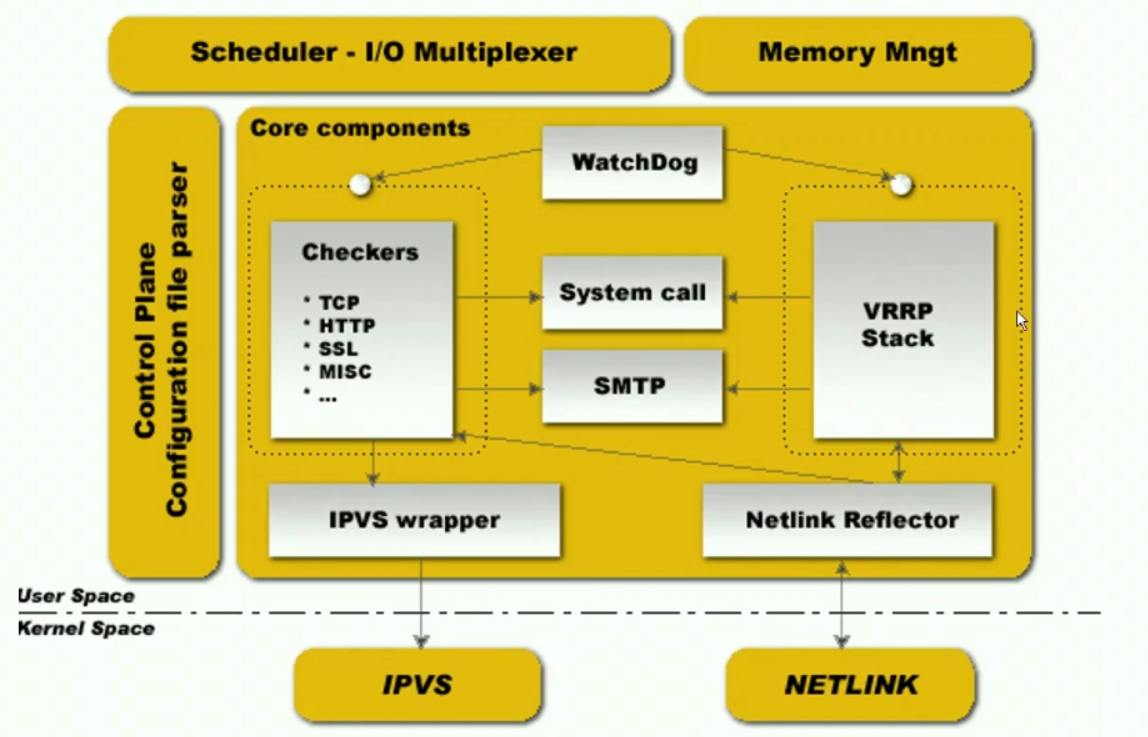 Scheduler - I/O Multiplexer
Memory Mngt
Control Plane
Configuration file parser
Core components
WatchDog
Checkers
* TCP
* HTTP
* SSL
* MISC
* ...
System call
SMTP
VRRP
Stack
IPVS wrapper
Netlink Reflector
User Space
Kernel Space
IPVS
NETLINK